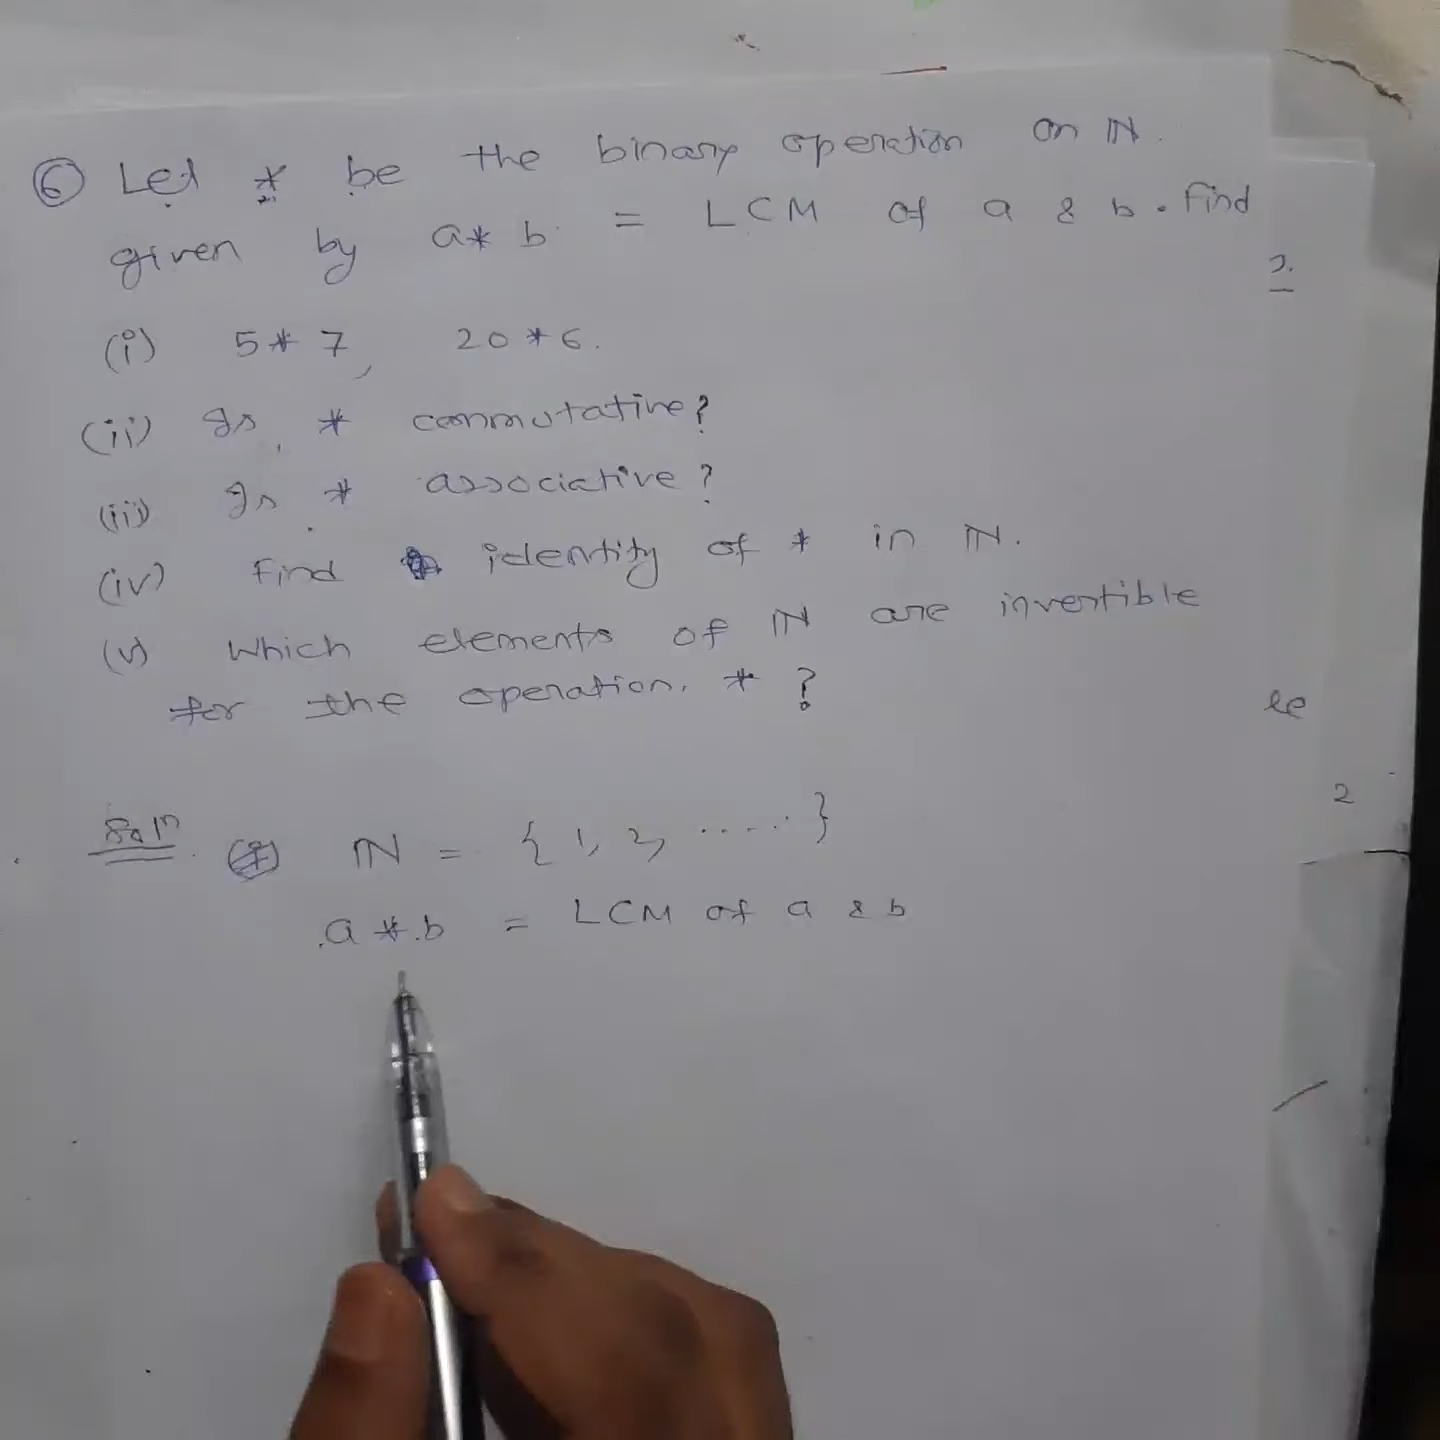 6 Let * be the binary operation on ℕ.
given by a * b = LCM of a & b. Find
(i) 5 * 7, 20 * 6.
(ii) Is * commutative?
(iii) Is * associative?
(iv) Find identity of * in ℕ.
(v) Which elements of ℕ are invertible
for the operation. * ?
Soln ℕ = { 1, 2, ...... }
a * b = LCM of a & b
le
2